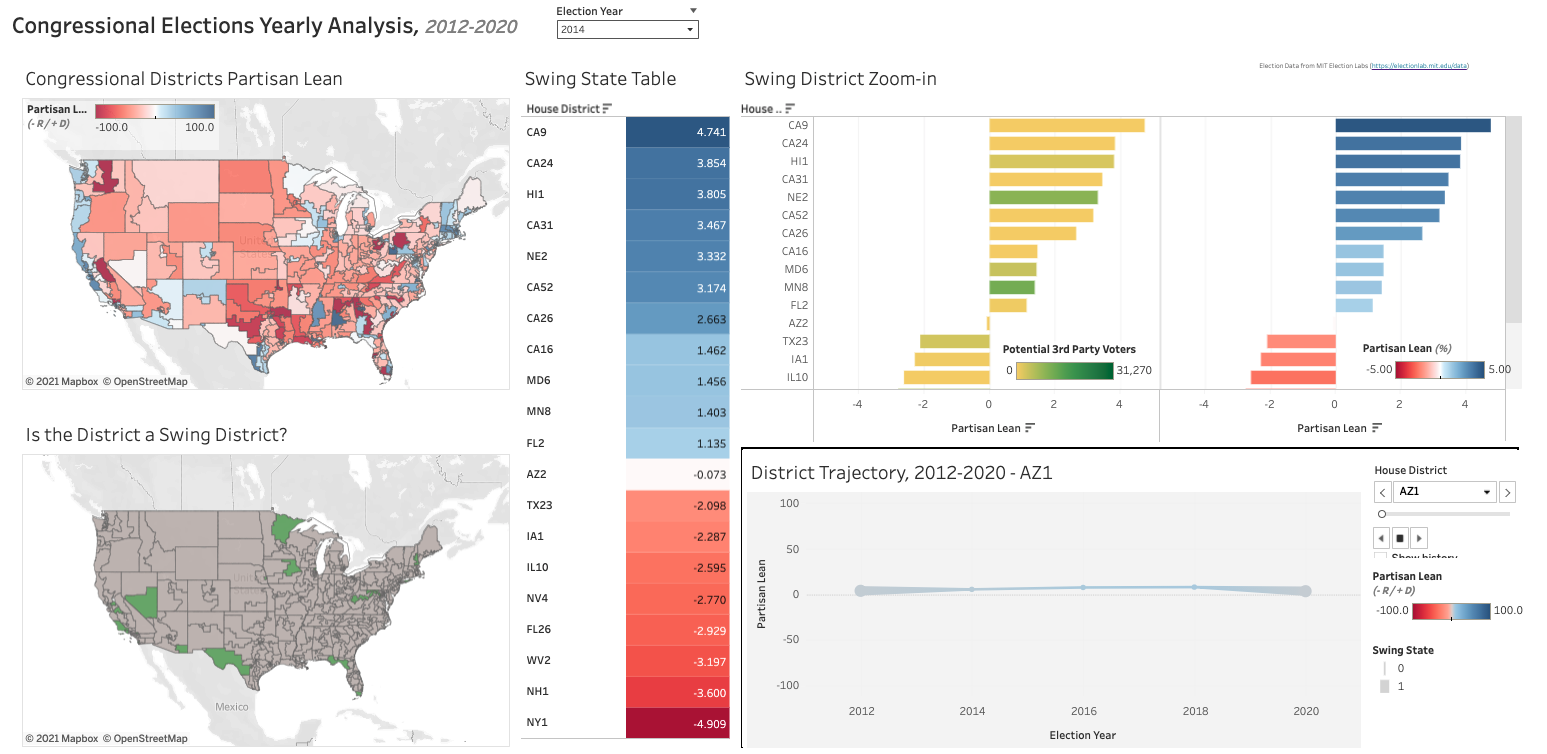 Congressional Elections Yearly Analysis, 2012-2020
Election Year
2014
Election Data from MIT Election Labs (https://electionlab.mit.edu/data)
Congressional Districts Partisan Lean
Partisan L...
(- R / + D)
-100.0 100.0
© 2021 Mapbox © OpenStreetMap
Is the District a Swing District?
Mexico
© 2021 Mapbox © OpenStreetMap
Swing State Table
House District
CA9 4.741
CA24 3.854
HI1 3.805
CA31 3.467
NE2 3.332
CA52 3.174
CA26 2.663
CA16 1.462
MD6 1.456
MN8 1.403
FL2 1.135
AZ2 -0.073
TX23 -2.098
IA1 -2.287
IL10 -2.595
NV4 -2.770
FL26 -2.929
WV2 -3.197
NH1 -3.600
NY1 -4.909
Swing District Zoom-in
House ..
CA9
CA24
HI1
CA31
NE2
CA52
CA26
CA16
MD6
MN8
FL2
AZ2
TX23
IA1
IL10
Potential 3rd Party Voters
0 31,270
Partisan Lean (%)
-5.00 5.00
-4 -2 0 2 4
-4 -2 0 2 4
Partisan Lean
Partisan Lean
District Trajectory, 2012-2020 - AZ1
Partisan Lean
100
50
0
-50
-100
2012 2014 2016 2018 2020
Election Year
House District
AZ1
Show history
Partisan Lean
(- R / + D)
-100.0 100.0
Swing State
0
1